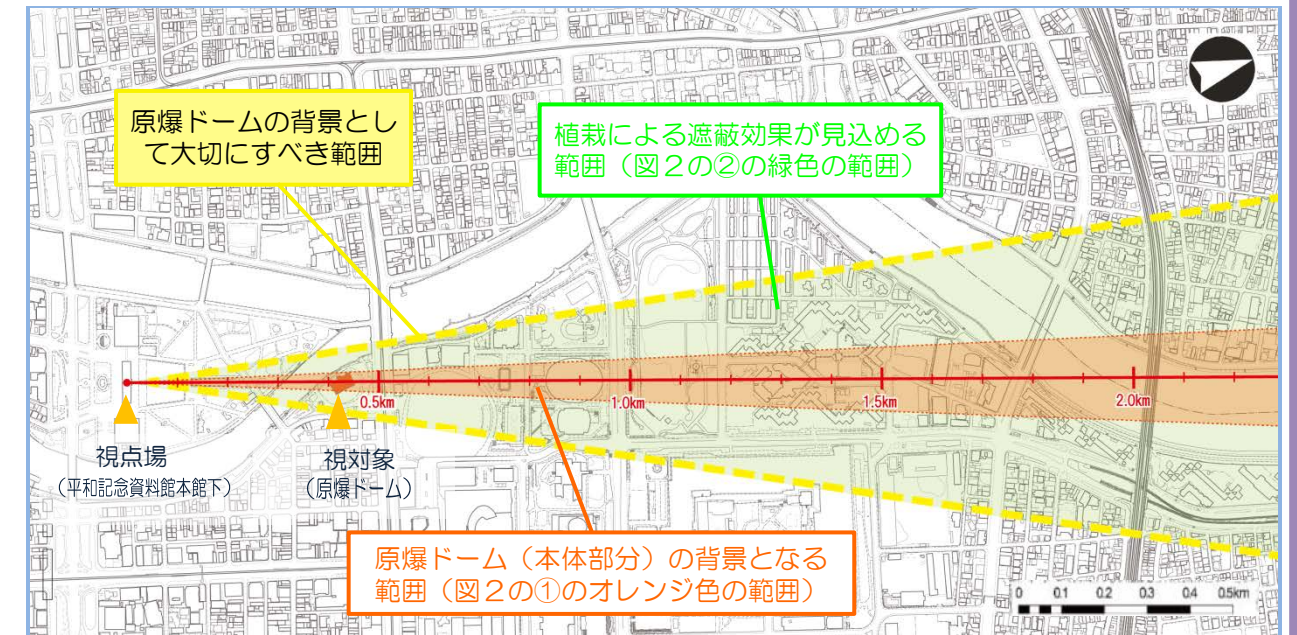 原爆ドームの背景とし
て大切にすべき範囲
植栽による遮蔽効果が見込める
範囲（図２の②の緑色の範囲）
0.5km
1.0km
1.5km
2.0km
視点場
（平和記念資料館本館下）
視対象
（原爆ドーム）
原爆ドーム（本体部分）の背景となる
範囲（図２の①のオレンジ色の範囲）
0 0.1 0.2 0.3 0.4 0.5km